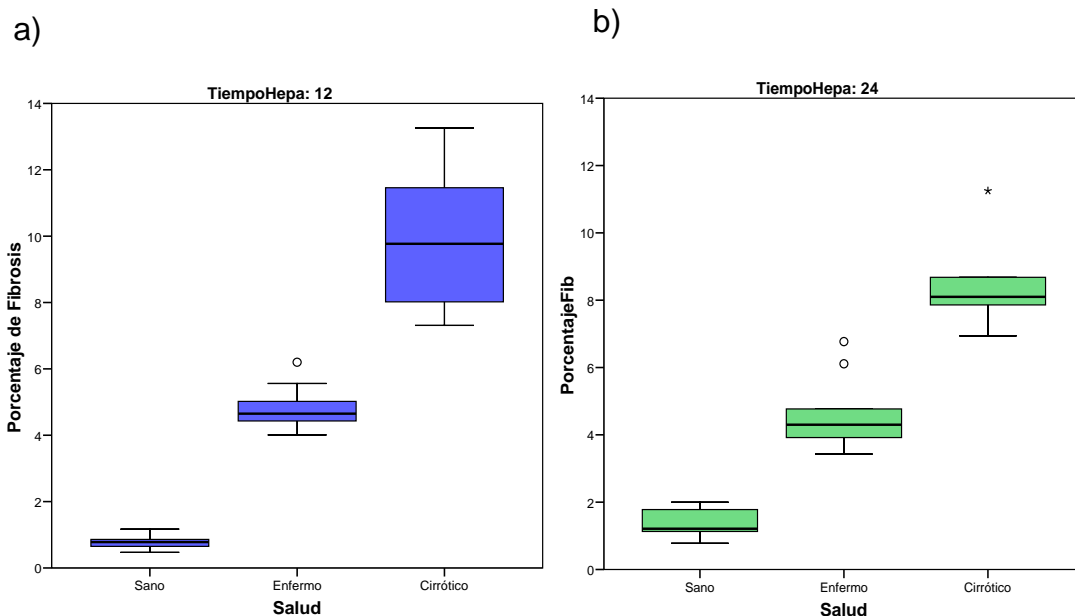 a)
TiempoHepa: 12
Porcentaje de Fibrosis
14
12
10
8
6
4
2
0
Sano
Enfermo
Cirrótico
Salud
b)
TiempoHepa: 24
PorcentajeFib
14
12
10
8
6
4
2
0
Sano
Enfermo
Cirrótico
Salud